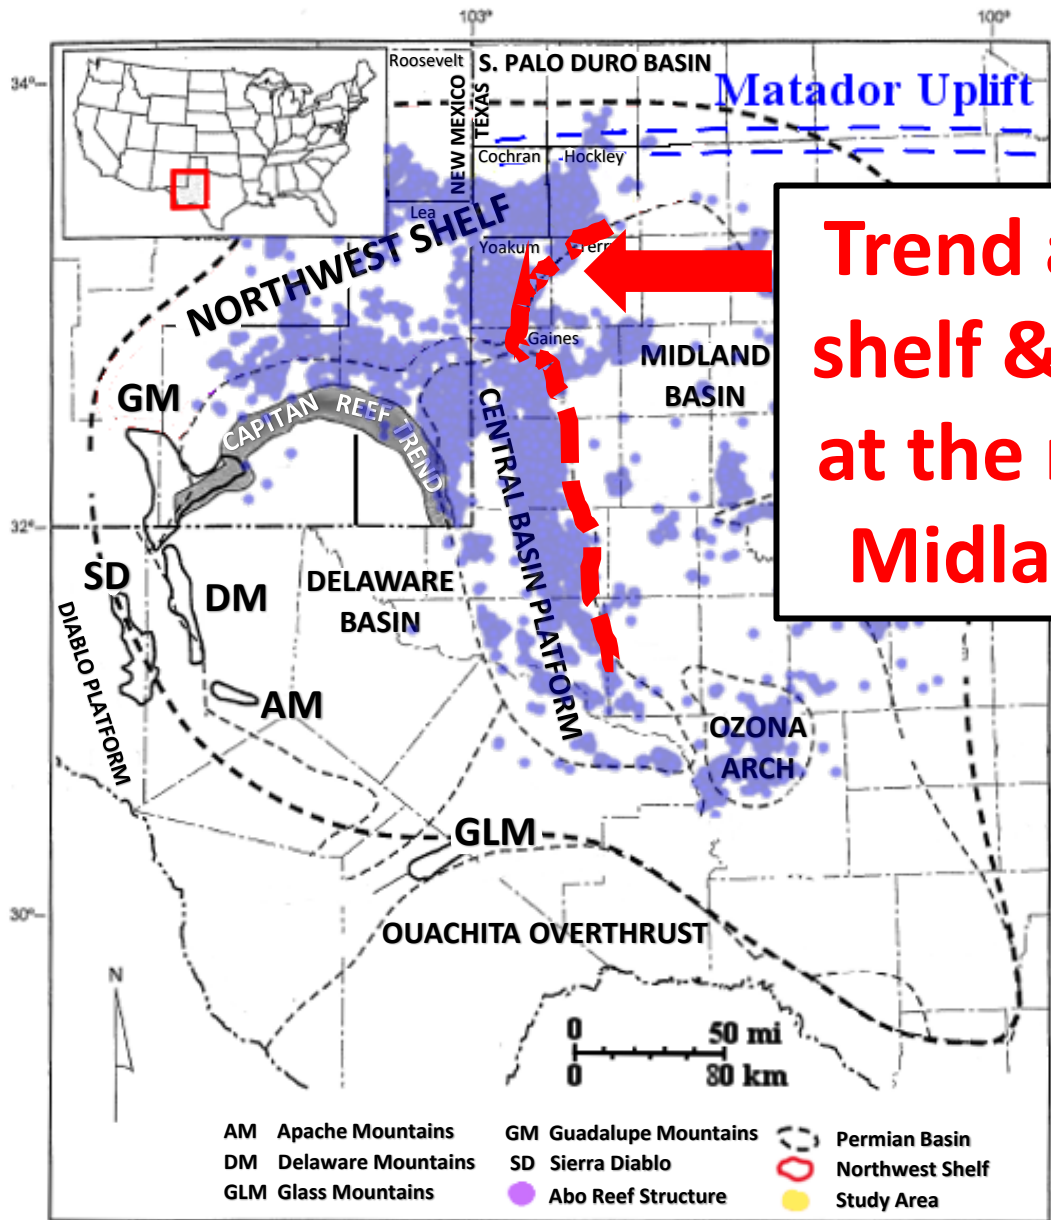 103°
100°
34°
Roosevelt
S. PALO DURO BASIN
NEW MEXICO
TEXAS
Matador Uplift
Cochran
Hockley
Lea
NORTHWEST SHELF
Yoakum
Terr
Trend
shelf &
at the
Midla
Gaines
MIDLAND
BASIN
GM
CAPITAN REEF TREND
CENTRAL BASIN PLATFORM
32°
SD
DM
DELAWARE
BASIN
DIABLO PLATFORM
AM
OZONA
ARCH
GLM
30°
OUACHITA OVERTHRUST
N
0 50 mi
0 80 km
AM Apache Mountains
DM Delaware Mountains
GLM Glass Mountains
GM Guadalupe Mountains
SD Sierra Diablo
Abo Reef Structure
Permian Basin
Northwest Shelf
Study Area